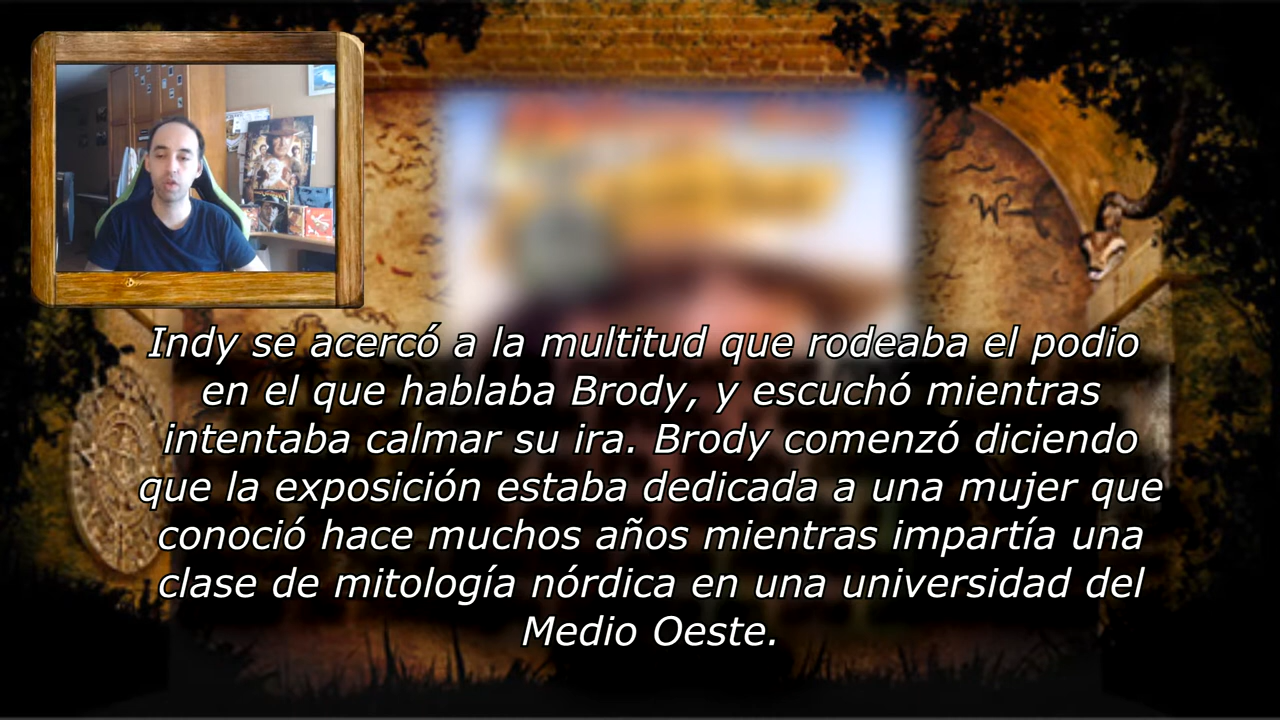 Indy se acercó a la multitud que rodeaba el podio
en el que hablaba Brody, y escuchó mientras
intentaba calmar su ira. Brody comenzó diciendo
que la exposición estaba dedicada a una mujer que
conoció hace muchos años mientras impartía una
clase de mitología nórdica en una universidad del
Medio Oeste.